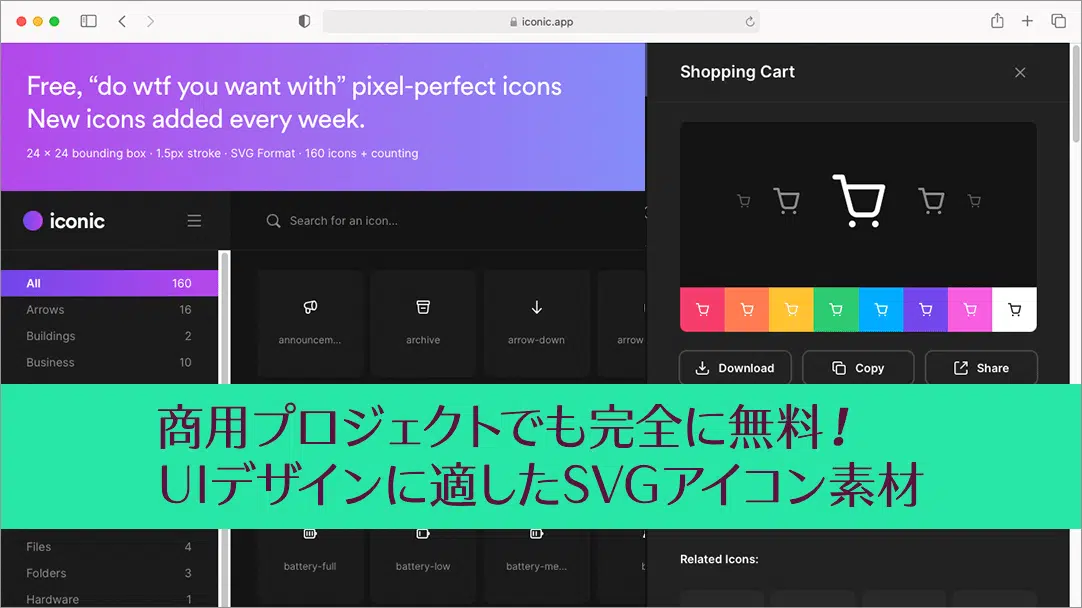 iconic.app
Free, “do wtf you want with” pixel-perfect icons
New icons added every week.
24 × 24 bounding box · 1.5px stroke · SVG Format · 160 icons + counting
iconic
Search for an icon...
All 160
Arrows 16
Buildings 2
Business 10
announcem...
archive
arrow-down
arrow
Shopping Cart
Download
Copy
Share
商用プロジェクトでも完全に無料！
UIデザインに適したSVGアイコン素材
Files 4
Folders 3
Hardware 1
battery-full
battery-low
battery-me...
Related Icons: